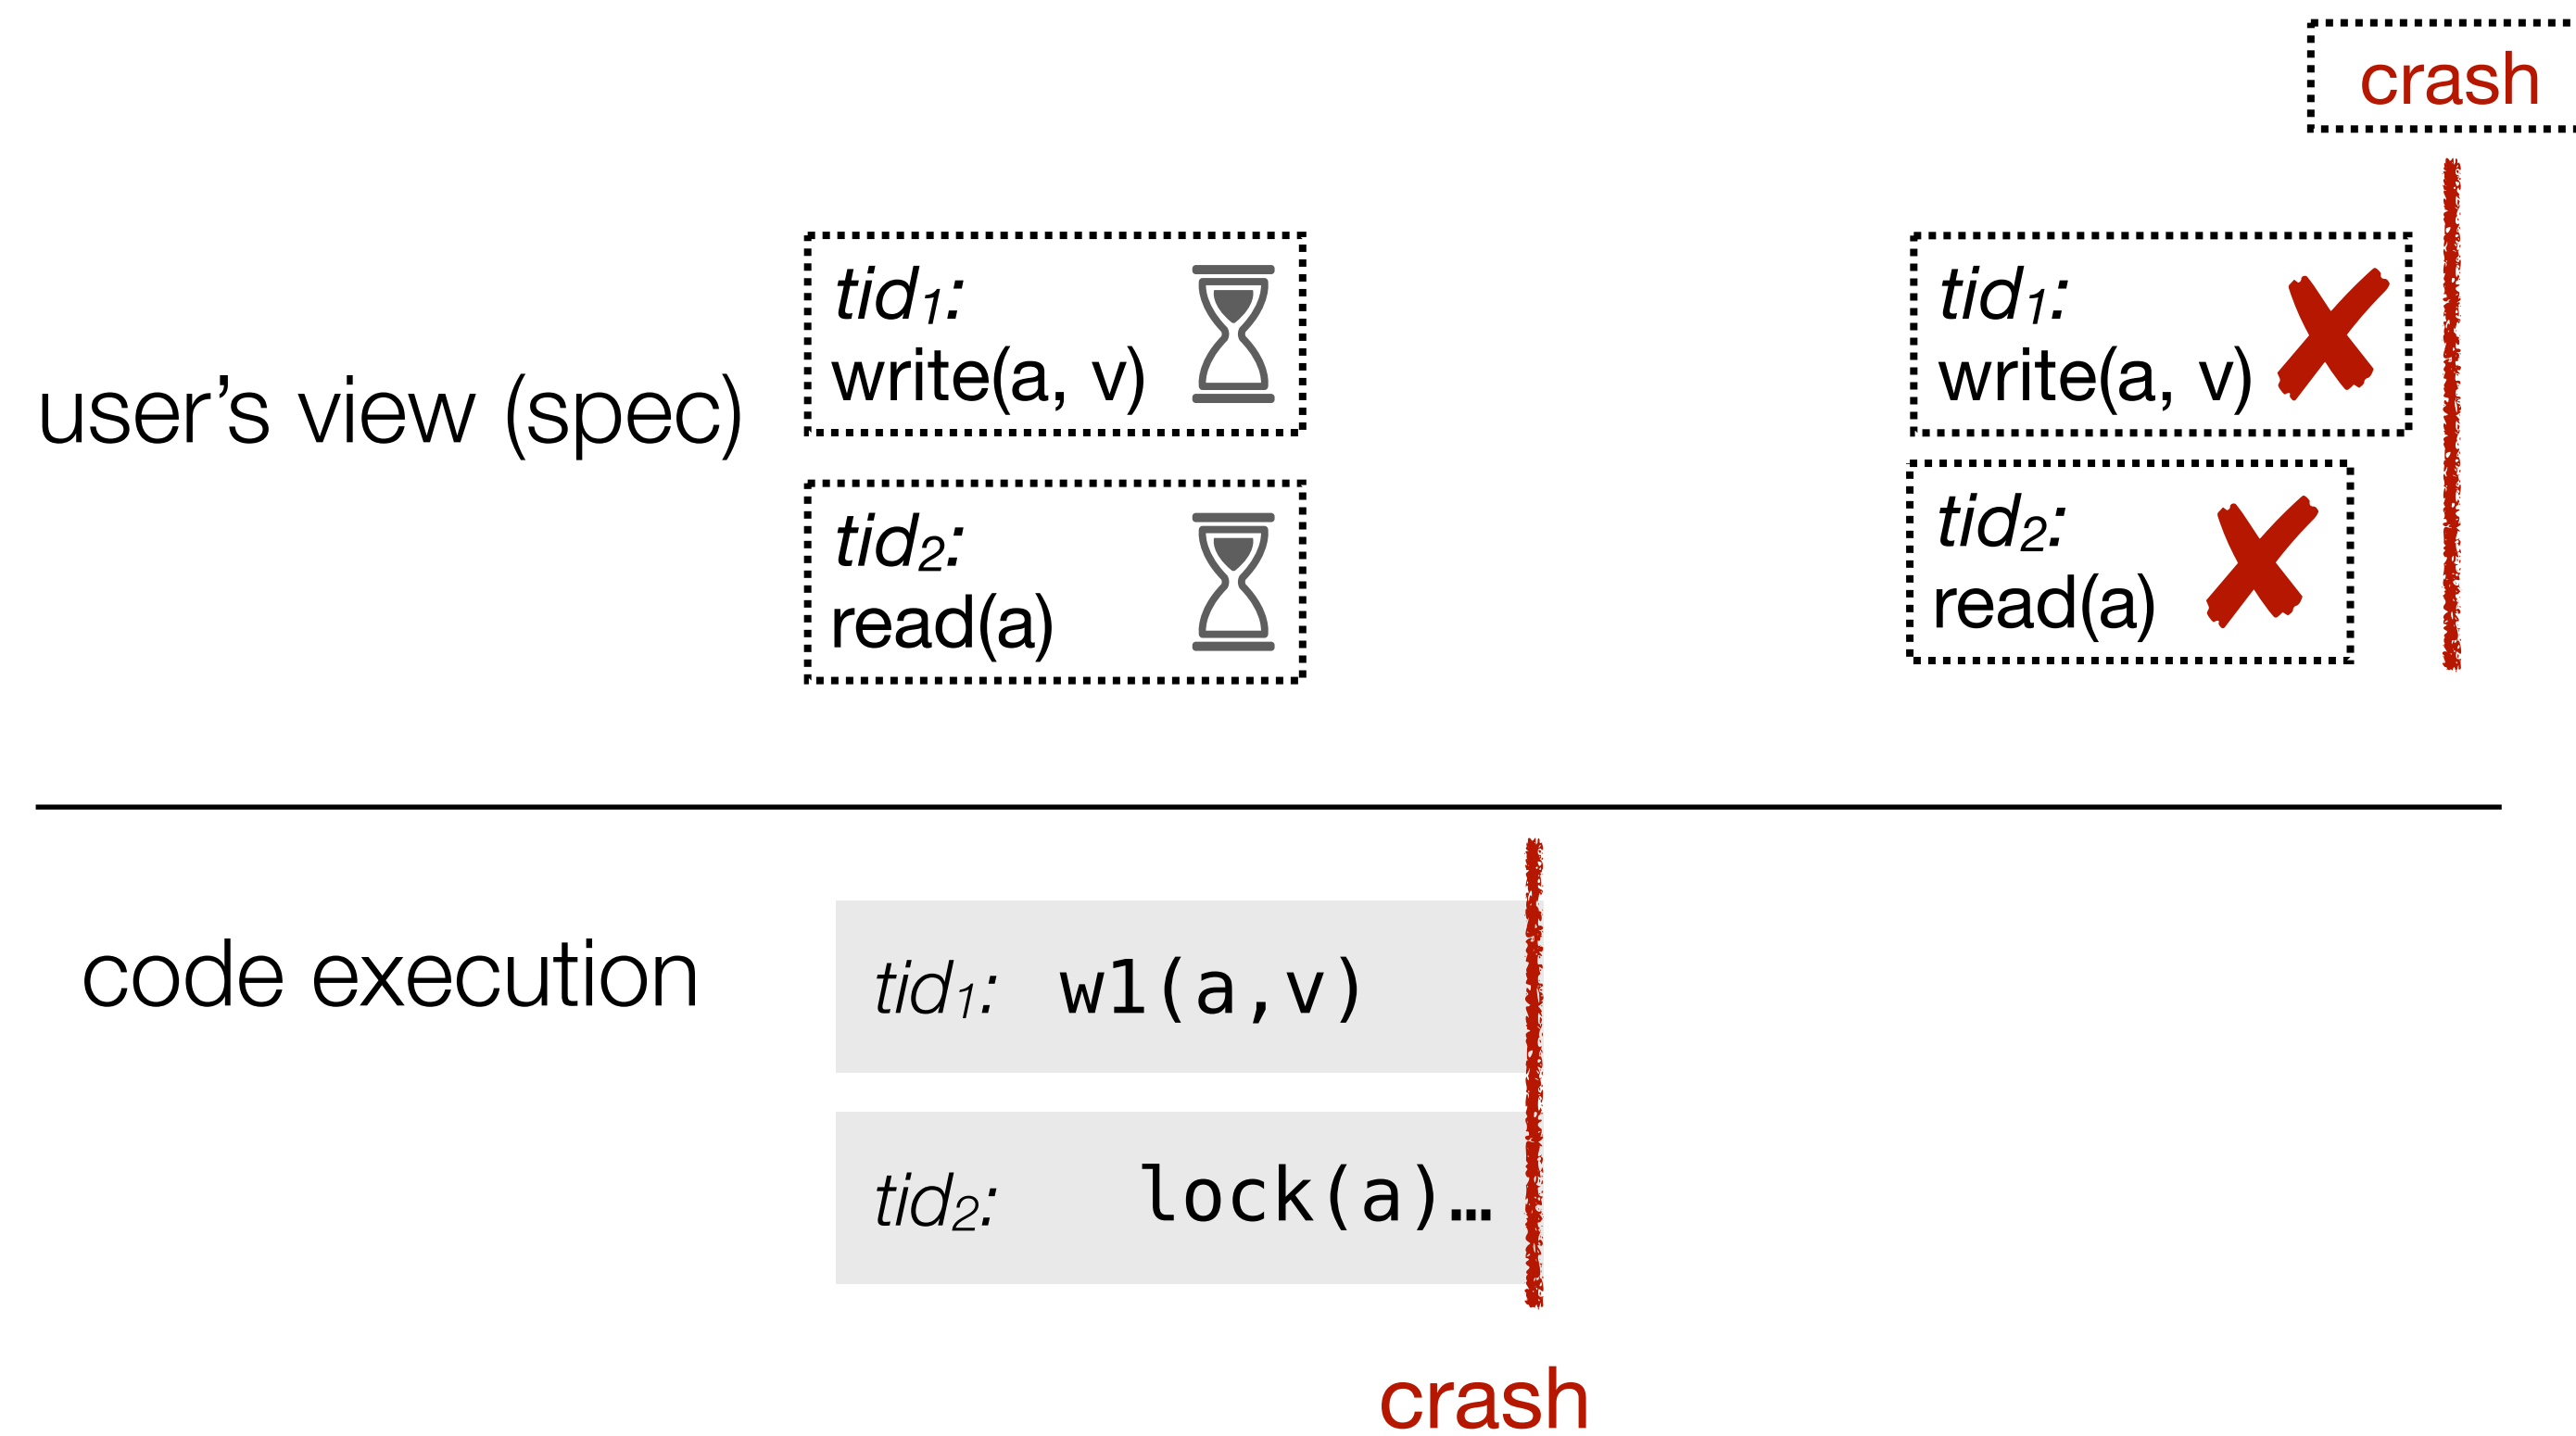 crash
user’s view (spec)
tid₁:
write(a, v)
tid₂:
read(a)
tid₁:
write(a, v)
tid₂:
read(a)
code execution
tid₁: w1(a,v)
tid₂: lock(a)…
crash